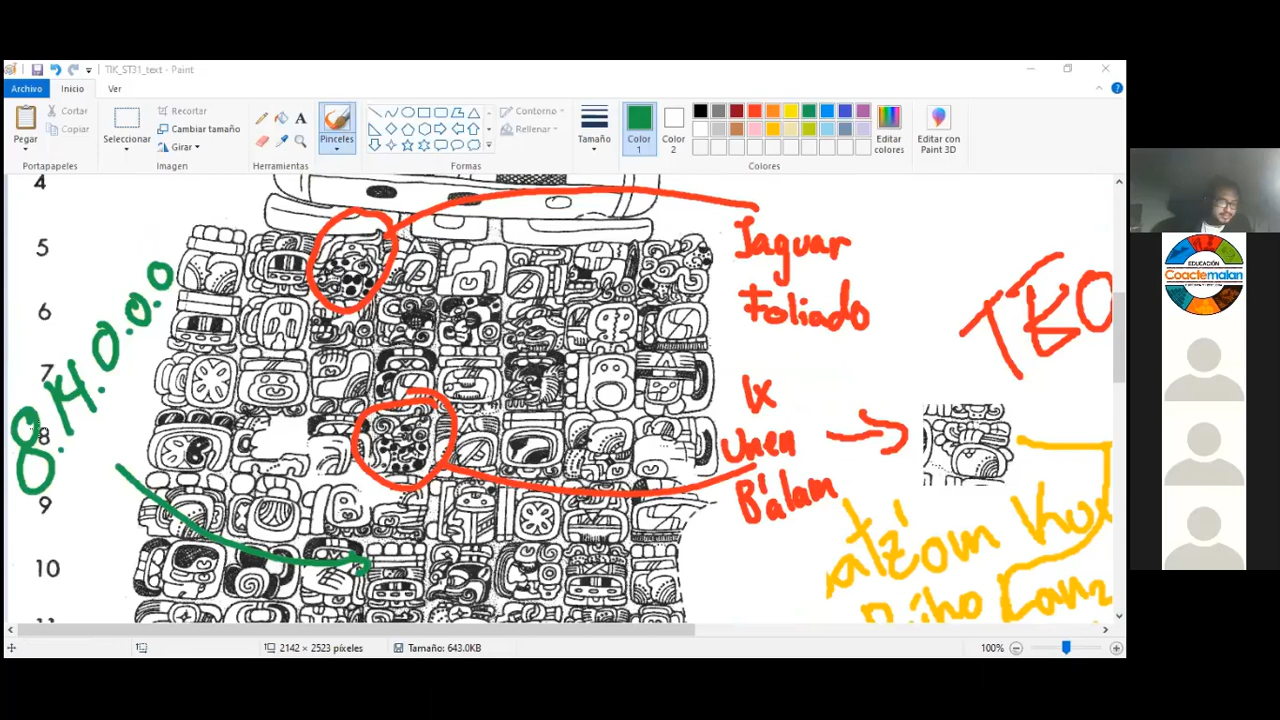 TIK_ST31_text - Paint
Archivo
Inicio
Ver
Pegar
Cortar
Copiar
Portapapeles
Seleccionar
Recortar
Cambiar tamaño
Girar
Imagen
Herramientas
Pinceles
Contorno
Rellenar
Formas
Tamaño
Color 1
Color 2
Editar colores
Colores
Editar con Paint 3D
4
5
6
7
8
9
10
8.14.0.0.0
Jaguar
Foliado
Ix
Unen
B'alam
TEO
EDUCACIÓN
Coactemalan
2142 × 2523 píxeles
Tamaño: 643.0KB
100%